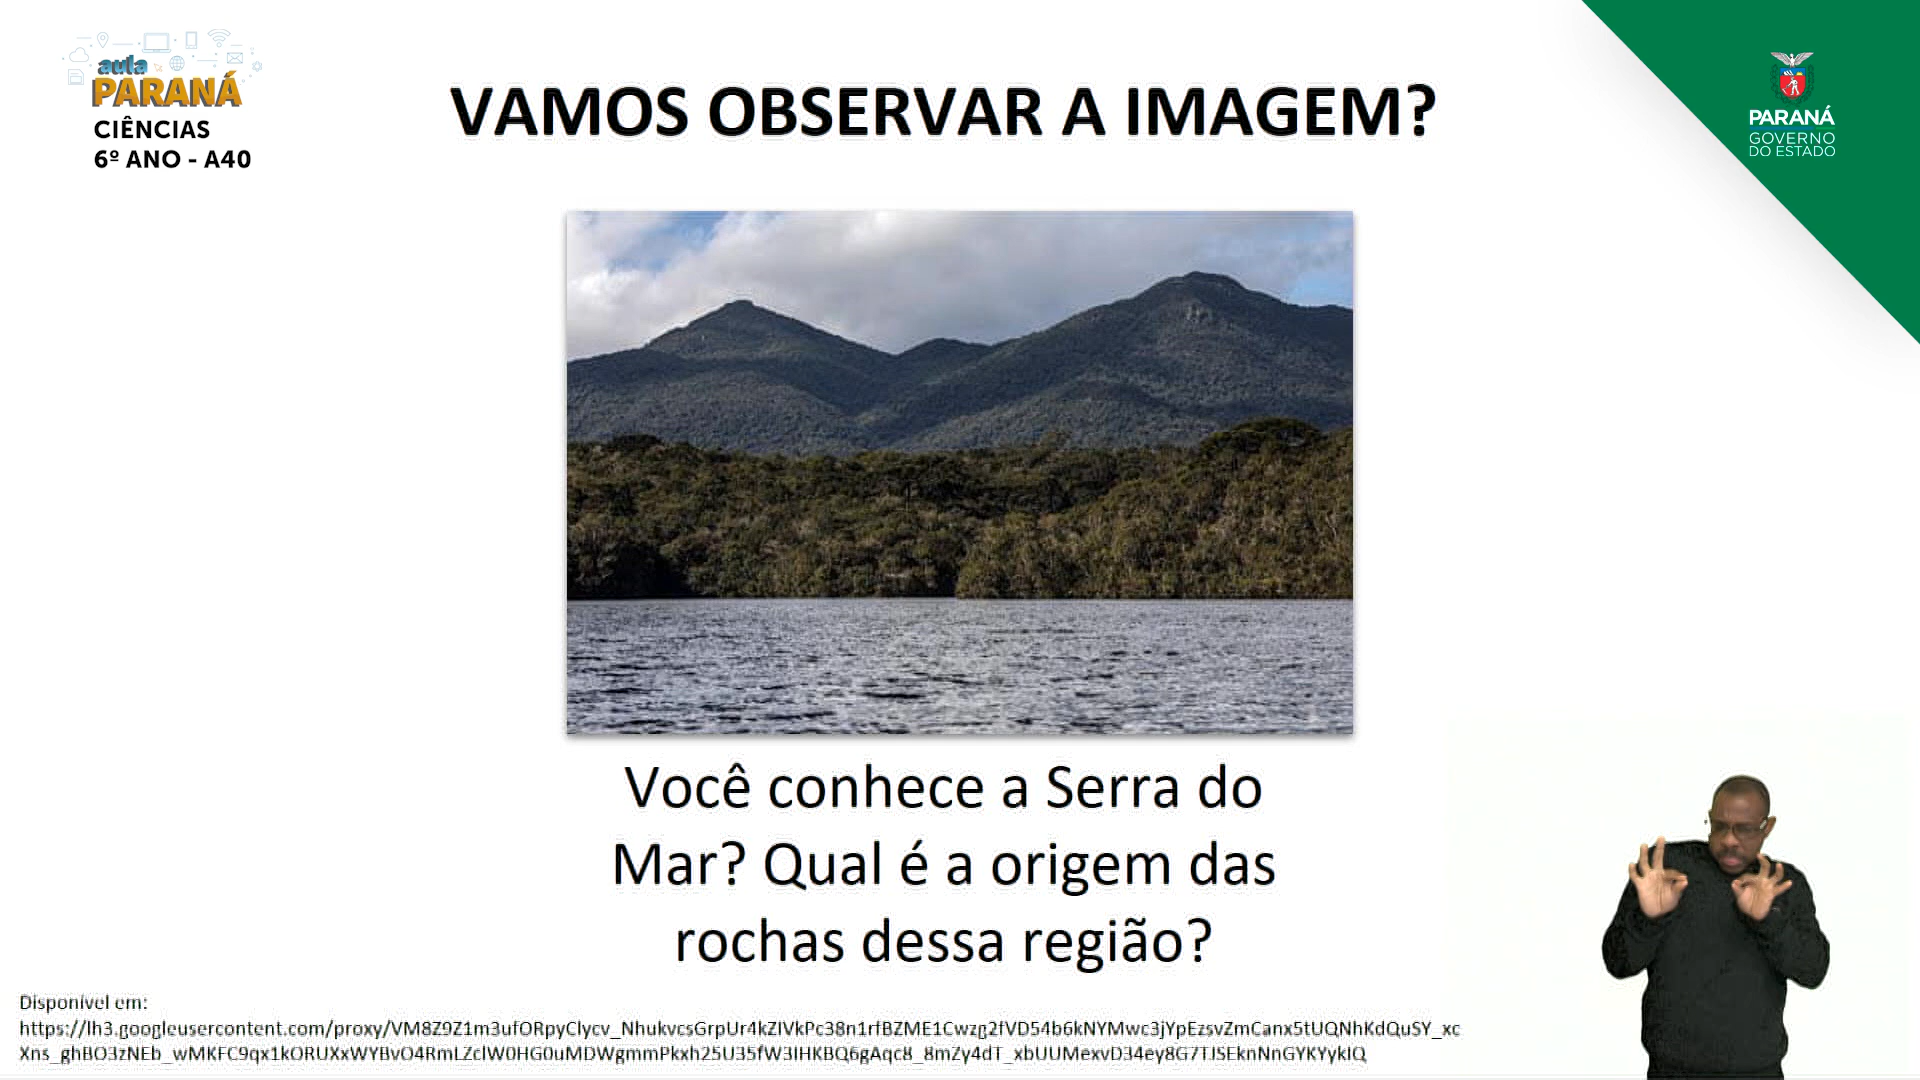 aula
PARANÁ
CIÊNCIAS
6º ANO - A40
VAMOS OBSERVAR A IMAGEM?
PARANÁ
GOVERNO
DO ESTADO
Você conhece a Serra do
Mar? Qual é a origem das
rochas dessa região?
Disponível em: